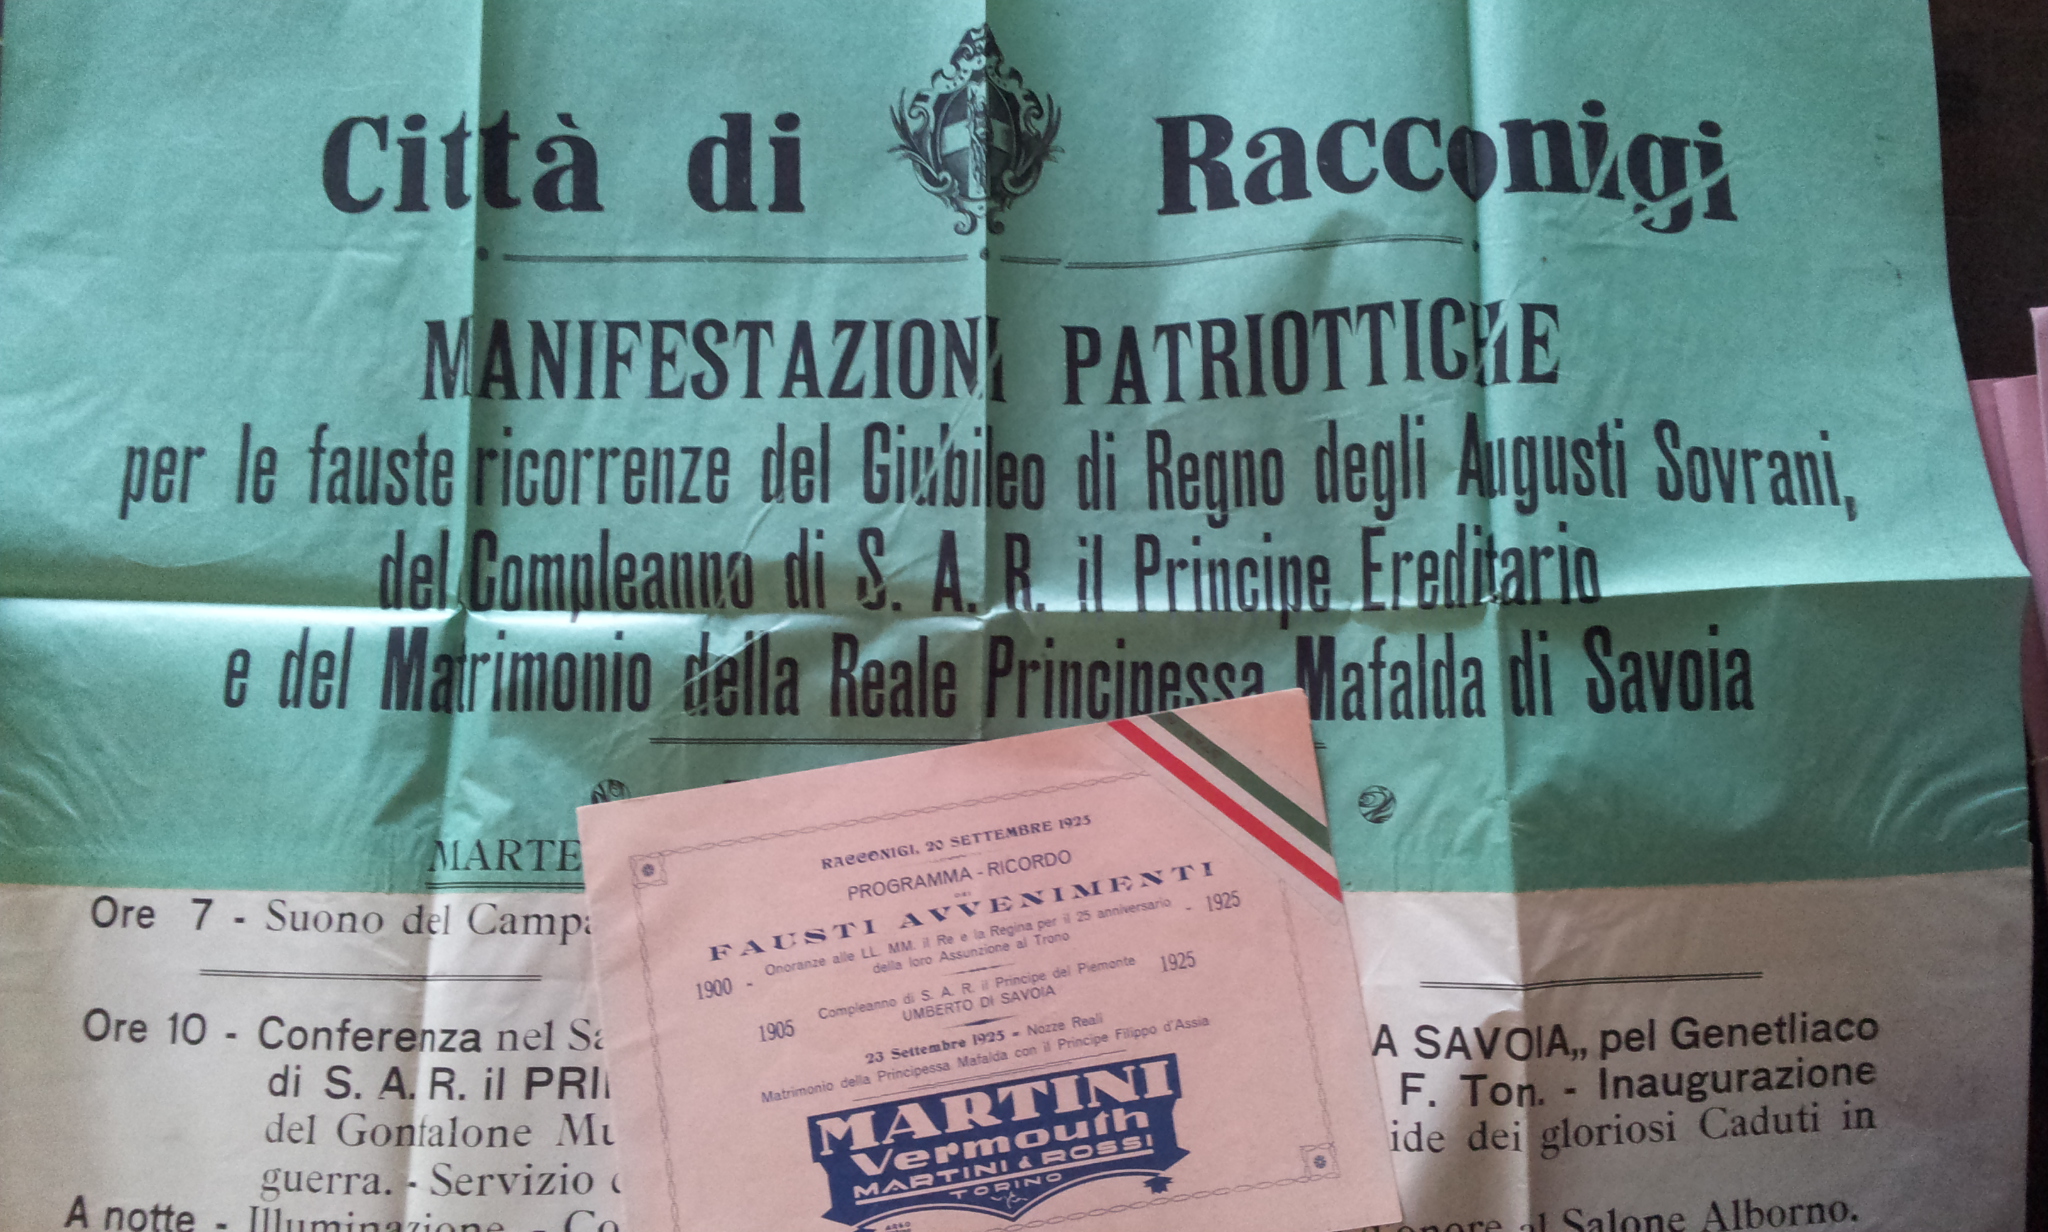 Città di Racconigi
MANIFESTAZIONI PATRIOTTICHE
per le fauste ricorrenze del Giubileo di Regno degli Augusti Sovrani,
del Compleanno di S. A. R. il Principe Ereditario
e del Matrimonio della Reale Principessa Mafalda di Savoia
MARTE
Ore 7 - Suono del Campa
Ore 10 - Conferenza nel Sa
di S. A. R. il PRI
del Gonfalone Mu
guerra. - Servizio
A notte - Illuminazione - Co
A SAVOIA„ pel Genetliaco
F. Ton. - Inaugurazione
ide dei gloriosi Caduti in
onore al Salone Alborno.
RACCONIGI, 20 SETTEMBRE 1925
PROGRAMMA - RICORDO
DEI
FAUSTI AVVENIMENTI
1900 - Onoranze alle LL. MM. il Re e la Regina per il 25 anniversario - 1925
della loro Assunzione al Trono
1905 Compleanno di S. A. R. il Principe del Piemonte 1925
UMBERTO DI SAVOIA
23 Settembre 1925 - Nozze Reali
Matrimonio della Principessa Mafalda con il Principe Filippo d'Assia
MARTINI
Vermouth
MARTINI & ROSSI
TORINO